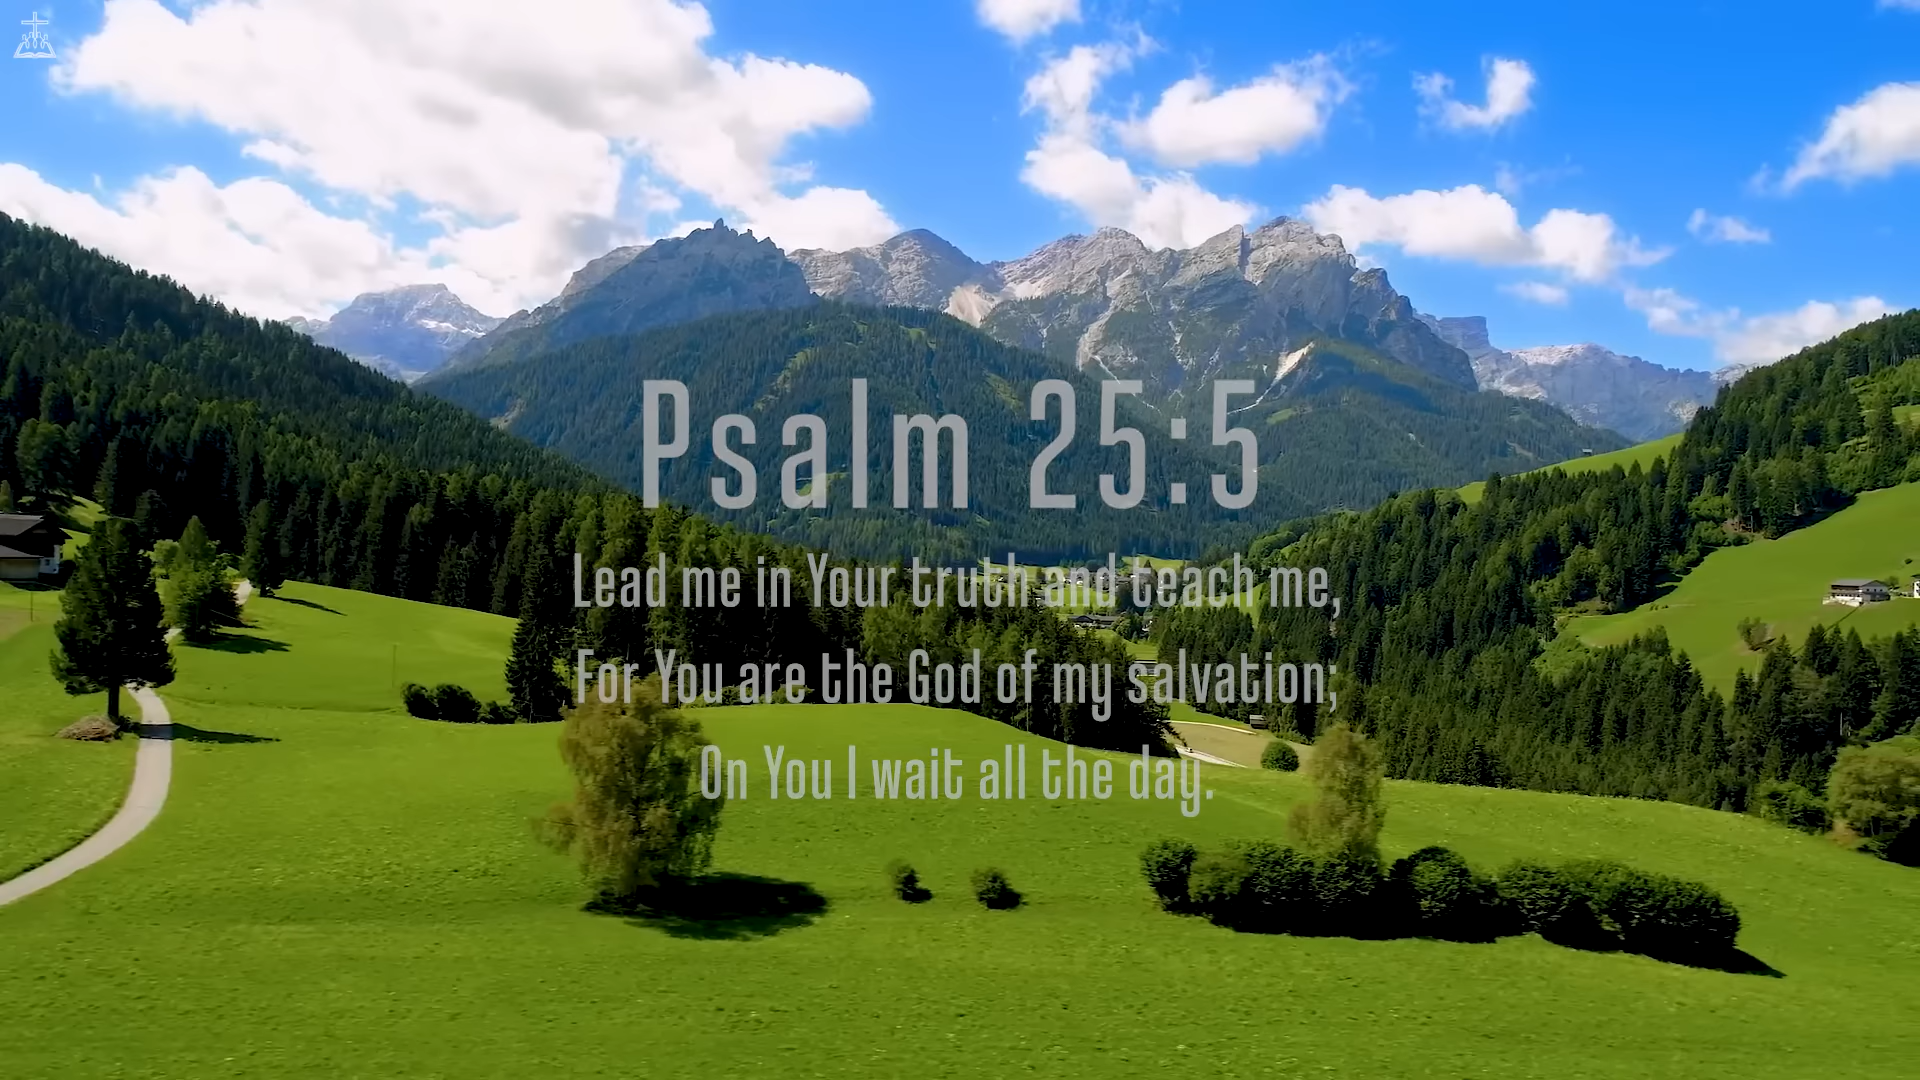 Psalm 25:5
Lead me in Your truth and teach me,
For You are the God of my salvation;
On You I wait all the day.